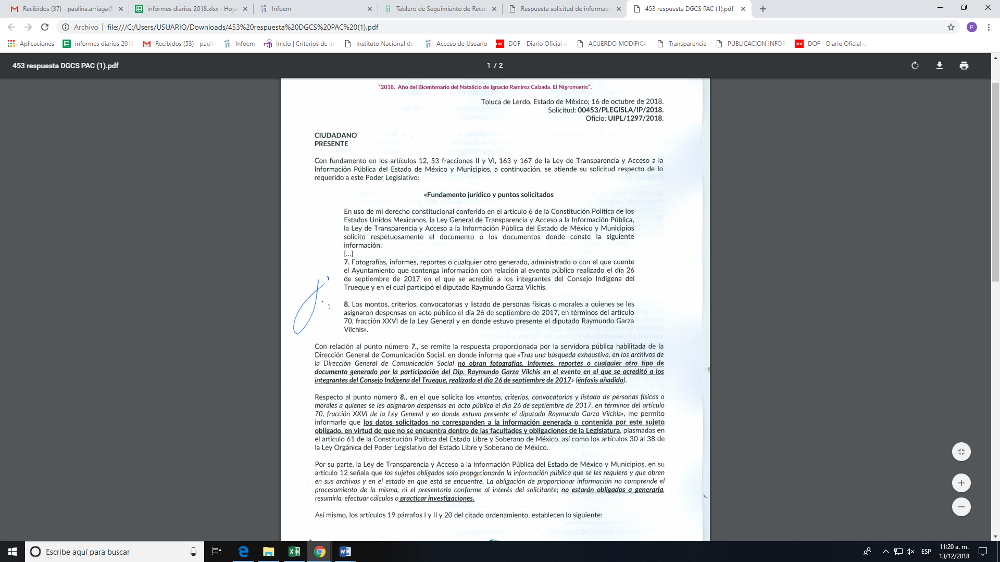 Recibidos (37) - paulina.arriaga@
informes diarios 2018.xlsx - Hoja
Infoem
Tablero de Seguimiento de Recur
Respuesta solicitud de informaci
453 respuesta DGCS PAC (1).pdf
Archivo
file:///C:/Users/USUARIO/Downloads/453%20respuesta%20DGCS%20PAC%20(1).pdf
P
Aplicaciones
informes diarios 2018
Recibidos (53) - pauli
Infoem
Inicio | Criterios de In
Instituto Nacional de
Acceso de Usuario
DOF - Diario Oficial d
ACUERDO MODIFICA
Transparencia
PUBLICACION INFOR
DOF - Diario Oficial d
453 respuesta DGCS PAC (1).pdf
1 / 2
“2018. Año del Bicentenario del Natalicio de Ignacio Ramírez Calzada. El Nigromante”.
Toluca de Lerdo, Estado de México; 16 de octubre de 2018.
Solicitud: 00453/PLEGISLA/IP/2018.
Oficio: UIPL/1297/2018.
CIUDADANO
PRESENTE
Con fundamento en los artículos 12, 53 fracciones II y VI, 163 y 167 de la Ley de Transparencia y Acceso a la
Información Pública del Estado de México y Municipios, a continuación, se atiende su solicitud respecto de lo
requerido a este Poder Legislativo:
«Fundamento jurídico y puntos solicitados
En uso de mi derecho constitucional conferido en el artículo 6 de la Constitución Política de los
Estados Unidos Mexicanos, la Ley General de Transparencia y Acceso a la Información Pública,
la Ley de Transparencia y Acceso a la Información Pública del Estado de México y Municipios
solicito respetuosamente el documento o los documentos donde conste la siguiente
información:
[...]
7. Fotografías, informes, reportes o cualquier otro generado, administrado o con el que cuente
el Ayuntamiento que contenga información con relación al evento público realizado el día 26
de septiembre de 2017 en el que se acreditó a los integrantes del Consejo Indígena del
Trueque y en el cual participó el diputado Raymundo Garza Vilchis.
8. Los montos, criterios, convocatorias y listado de personas físicas o morales a quienes se les
asignaron despensas en acto público el día 26 de septiembre de 2017, en términos del artículo
70, fracción XXVI de la Ley General y en donde estuvo presente el diputado Raymundo Garza
Vilchis».
Con relación al punto número 7., se remite la respuesta proporcionada por la servidora pública habilitada de la
Dirección General de Comunicación Social, en donde informa que «Tras una búsqueda exhaustiva, en los archivos de
la Dirección General de Comunicación Social no obran fotografías, informes, reportes o cualquier otro tipo de
documento generado por la participación del Dip. Raymundo Garza Vilchis en el evento en el que se acreditó a los
integrantes del Consejo Indígena del Trueque, realizado el día 26 de septiembre de 2017» (énfasis añadido).
Respecto al punto número 8., en el que solicita los «montos, criterios, convocatorias y listado de personas físicas o
morales a quienes se les asignaron despensas en acto público el día 26 de septiembre de 2017, en términos del artículo
70, fracción XXVI de la Ley General y en donde estuvo presente el diputado Raymundo Garza Vilchis», me permito
informarle que los datos solicitados no corresponden a la información generada o contenida por este sujeto
obligado, en virtud de que no se encuentra dentro de las facultades y obligaciones de la Legislatura, plasmadas en
el artículo 61 de la Constitución Política del Estado Libre y Soberano de México, así como los artículos 30 al 38 de
la Ley Orgánica del Poder Legislativo del Estado Libre y Soberano de México.
Por su parte, la Ley de Transparencia y Acceso a la Información Pública del Estado de México y Municipios, en su
artículo 12 señala que los sujetos obligados solo proporcionarán la información pública que se les requiera y que obren
en sus archivos y en el estado en que está se encuentre. La obligación de proporcionar información no comprende el
procesamiento de la misma, ni el presentarla conforme al interés del solicitante; no estarán obligados a generarla,
resumirla, efectuar cálculos o practicar investigaciones.
Así mismo, los artículos 19 párrafos I y II y 20 del citado ordenamiento, establecen lo siguiente:
Escribe aquí para buscar
ESP
11:20 a. m.
13/12/2018